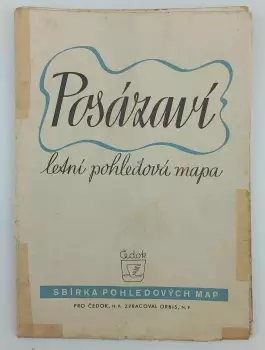 Posázaví
letní pohledová mapa
Čedok
SBÍRKA POHLEDOVÝCH MAP
PRO ČEDOK, N. P. ZPRACOVAL ORBIS, N. P.